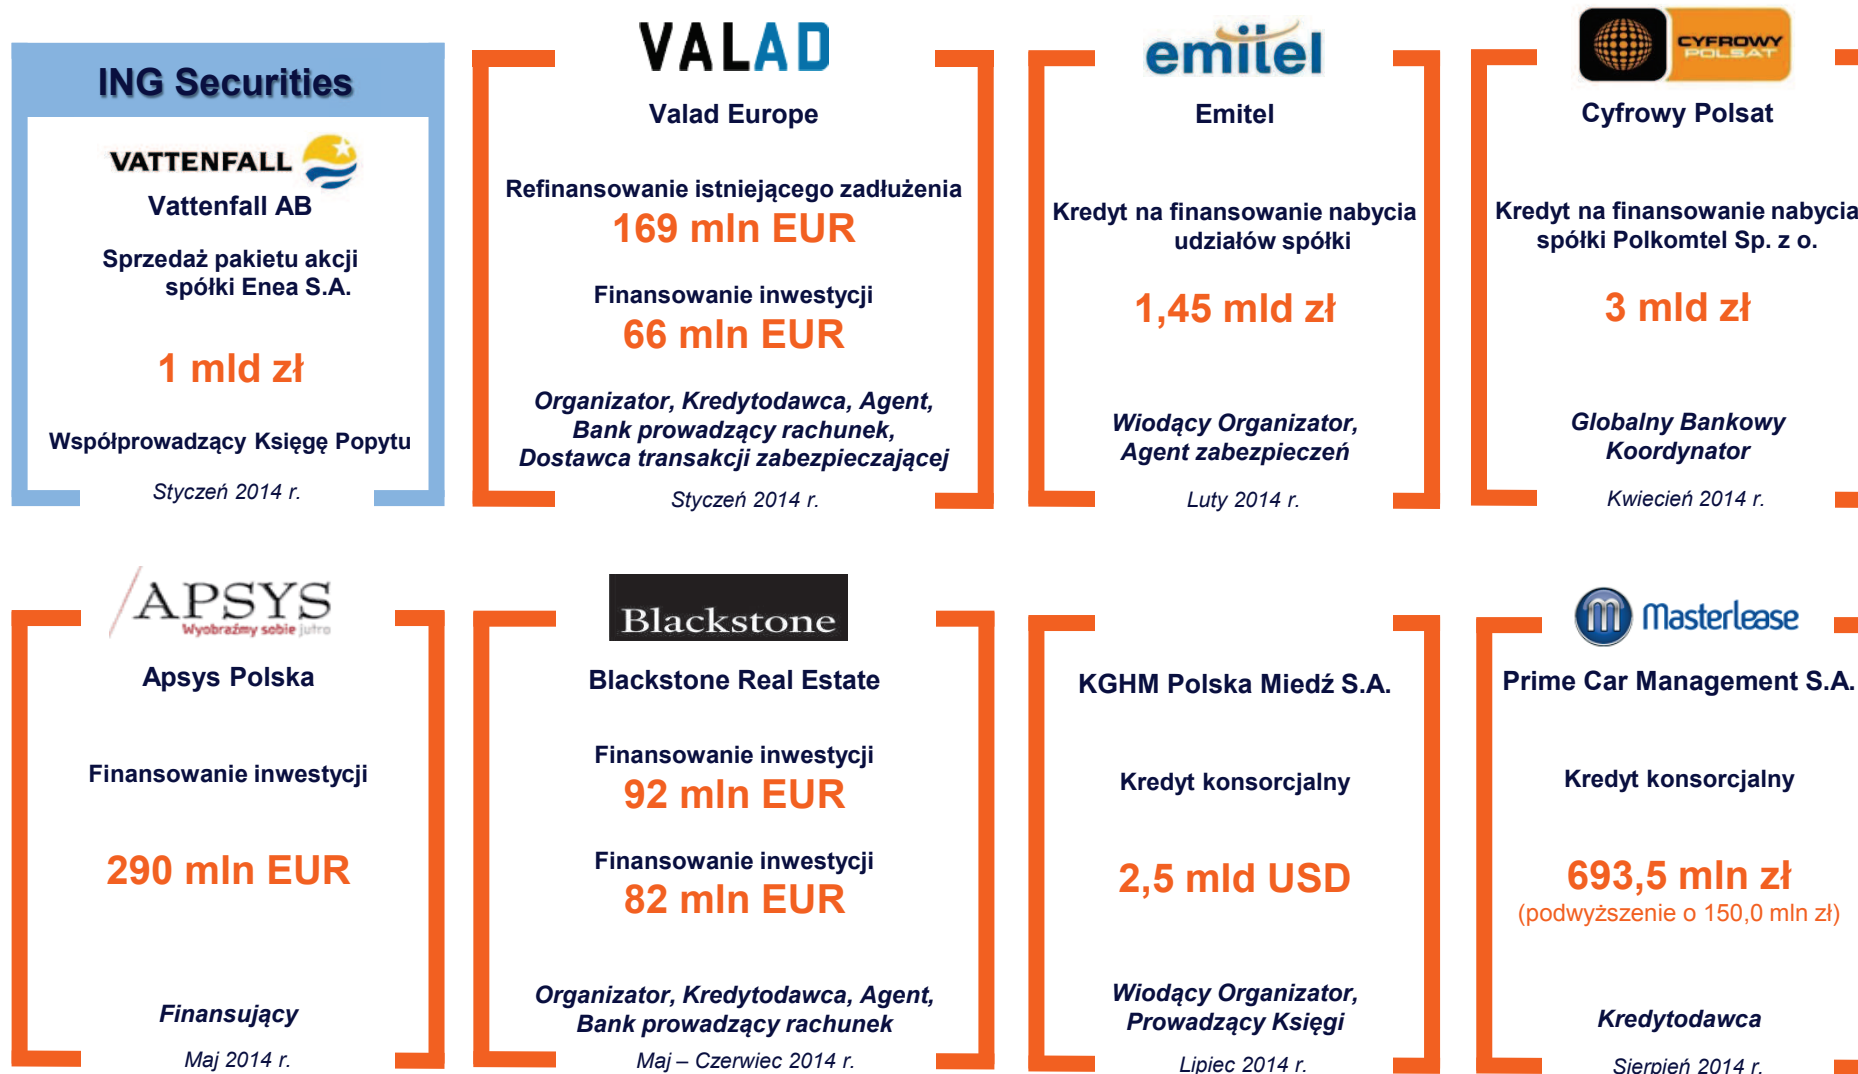 ING Securities
VATTENFALL
Vattenfall AB
Sprzedaż pakietu akcji
spółki Enea S.A.
1 mld zł
Współprowadzący Księgę Popytu
Styczeń 2014 r.
VALAD
Valad Europe
Refinansowanie istniejącego zadłużenia
169 mln EUR
Finansowanie inwestycji
66 mln EUR
Organizator, Kredytodawca, Agent,
Bank prowadzący rachunek,
Dostawca transakcji zabezpieczającej
Styczeń 2014 r.
emitel
Emitel
Kredyt na finansowanie nabycia
udziałów spółki
1,45 mld zł
Wiodący Organizator,
Agent zabezpieczeń
Luty 2014 r.
CYFROWY
POLSAT
Cyfrowy Polsat
Kredyt na finansowanie nabycia
spółki Polkomtel Sp. z o.
3 mld zł
Globalny Bankowy
Koordynator
Kwiecień 2014 r.
APSYS
Wyobraźmy sobie jutro
Apsys Polska
Finansowanie inwestycji
290 mln EUR
Finansujący
Maj 2014 r.
Blackstone
Blackstone Real Estate
Finansowanie inwestycji
92 mln EUR
Finansowanie inwestycji
82 mln EUR
Organizator, Kredytodawca, Agent,
Bank prowadzący rachunek
Maj – Czerwiec 2014 r.
KGHM Polska Miedź S.A.
Kredyt konsorcjalny
2,5 mld USD
Wiodący Organizator,
Prowadzący Księgi
Lipiec 2014 r.
m Masterlease
Prime Car Management S.A.
Kredyt konsorcjalny
693,5 mln zł
(podwyższenie o 150,0 mln zł)
Kredytodawca
Sierpień 2014 r.